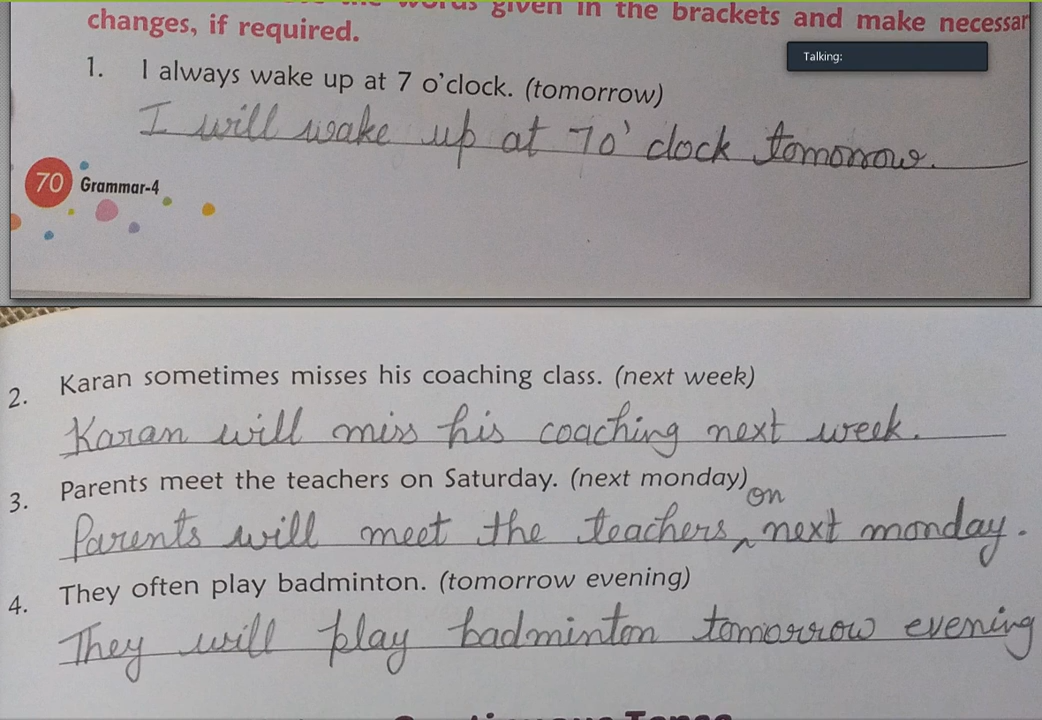 words given in the brackets and make necessar
changes, if required.
Talking:
1. I always wake up at 7 o'clock. (tomorrow)
I will wake up at 7o' clock tomorrow.
70 Grammar-4
2. Karan sometimes misses his coaching class. (next week)
Karan will miss his coaching next week.
3. Parents meet the teachers on Saturday. (next monday)
on
Parents will meet the teachers ^ next monday.
4. They often play badminton. (tomorrow evening)
They will play badminton tomorrow evening